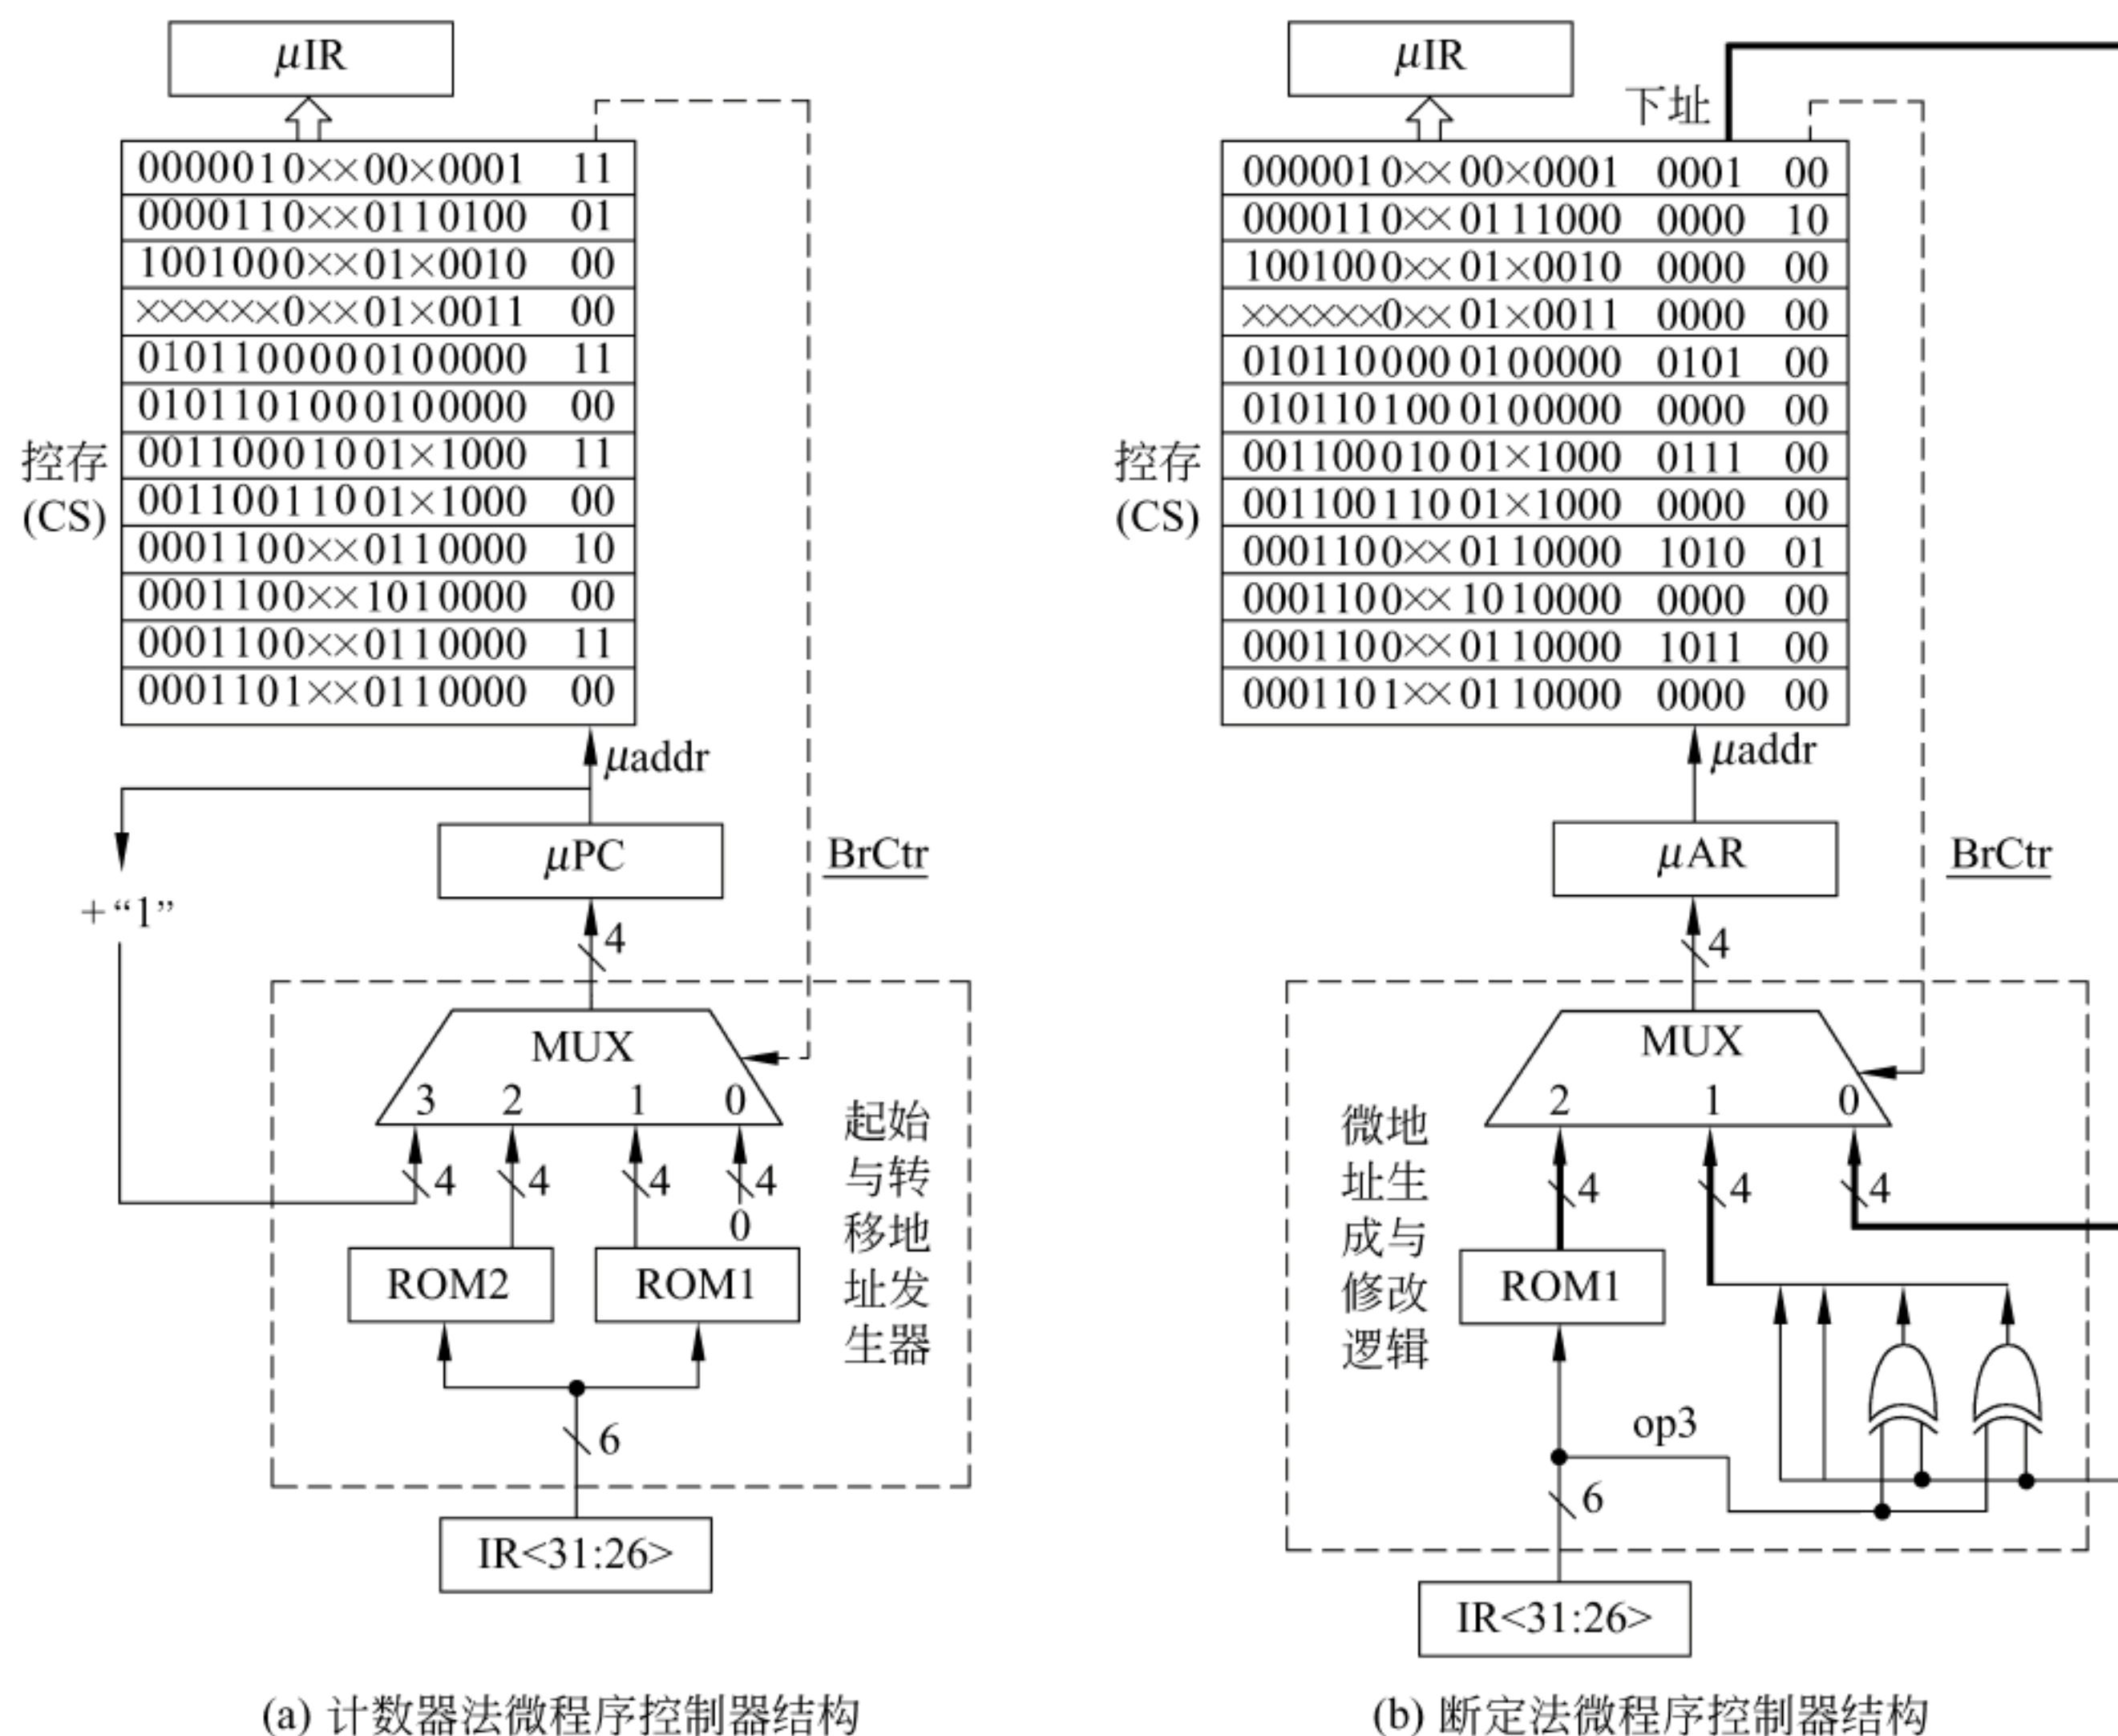 μIR
0000010××00×0001 11
0000110××0110100 01
1001000××01×0010 00
××××××0××01×0011 00
0101100000100000 11
0101101000100000 00
001100010001×1000 11
001100110001×1000 00
0001100××0110000 10
0001100××1010000 00
0001100××0110000 11
0001101××0110000 00
控存
(CS)
μaddr
μPC
BrCtr
+“1”
4
MUX
3 2 1 0
4 4 4 4
0
ROM2 ROM1
起始
与转
移地
址发
生器
6
IR<31:26>
(a) 计数器法微程序控制器结构
μIR
下址
0000010××00×0001 0001 00
0000110××0111000 0000 10
1001000××01×0010 0000 00
××××××0××01×0011 0000 00
0101100000100000 0101 00
0101101000100000 0000 00
001100010001×1000 0111 00
001100110001×1000 0000 00
0001100××0110000 1010 01
0001100××1010000 0000 00
0001100××0110000 1011 00
0001101××0110000 0000 00
控存
(CS)
μaddr
μAR
BrCtr
4
MUX
2 1 0
4 4 4
微地
址生
成与
修改
逻辑
ROM1
op3
6
IR<31:26>
(b) 断定法微程序控制器结构